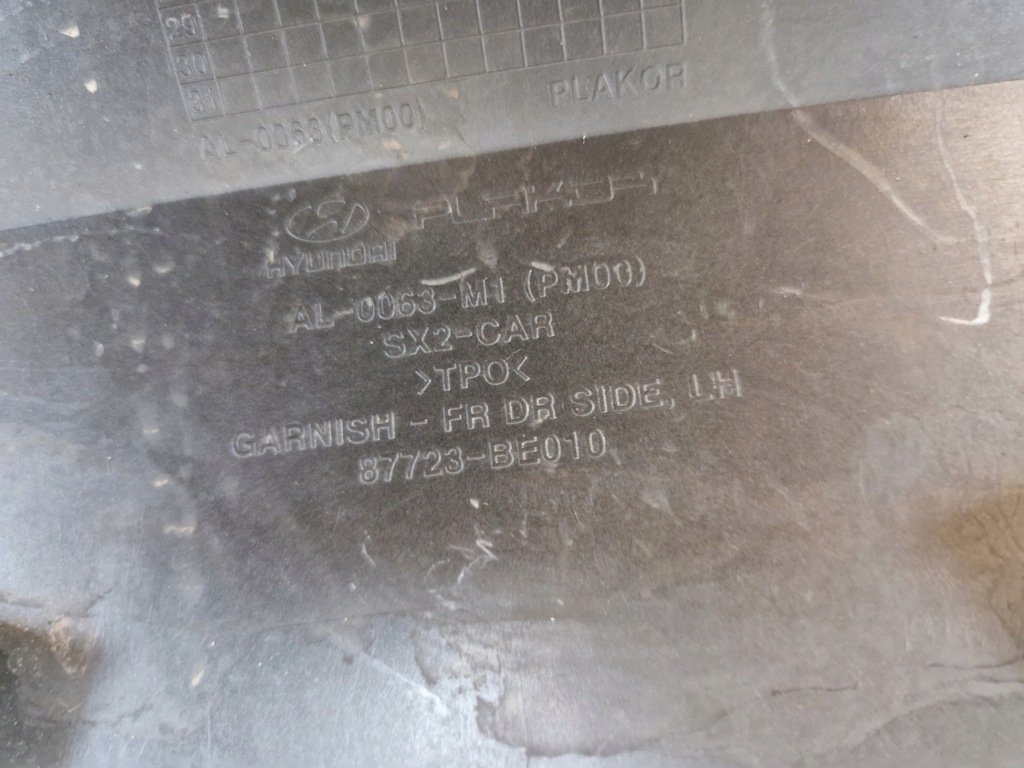 29
30
31
PLAKOR
AL-0063(PM00)
HYUNDAI PLAKOR
AL-0063-M1 (PM00)
SX2-CAR
>TPO<
GARNISH - FR DR SIDE, LH
87723-BE010